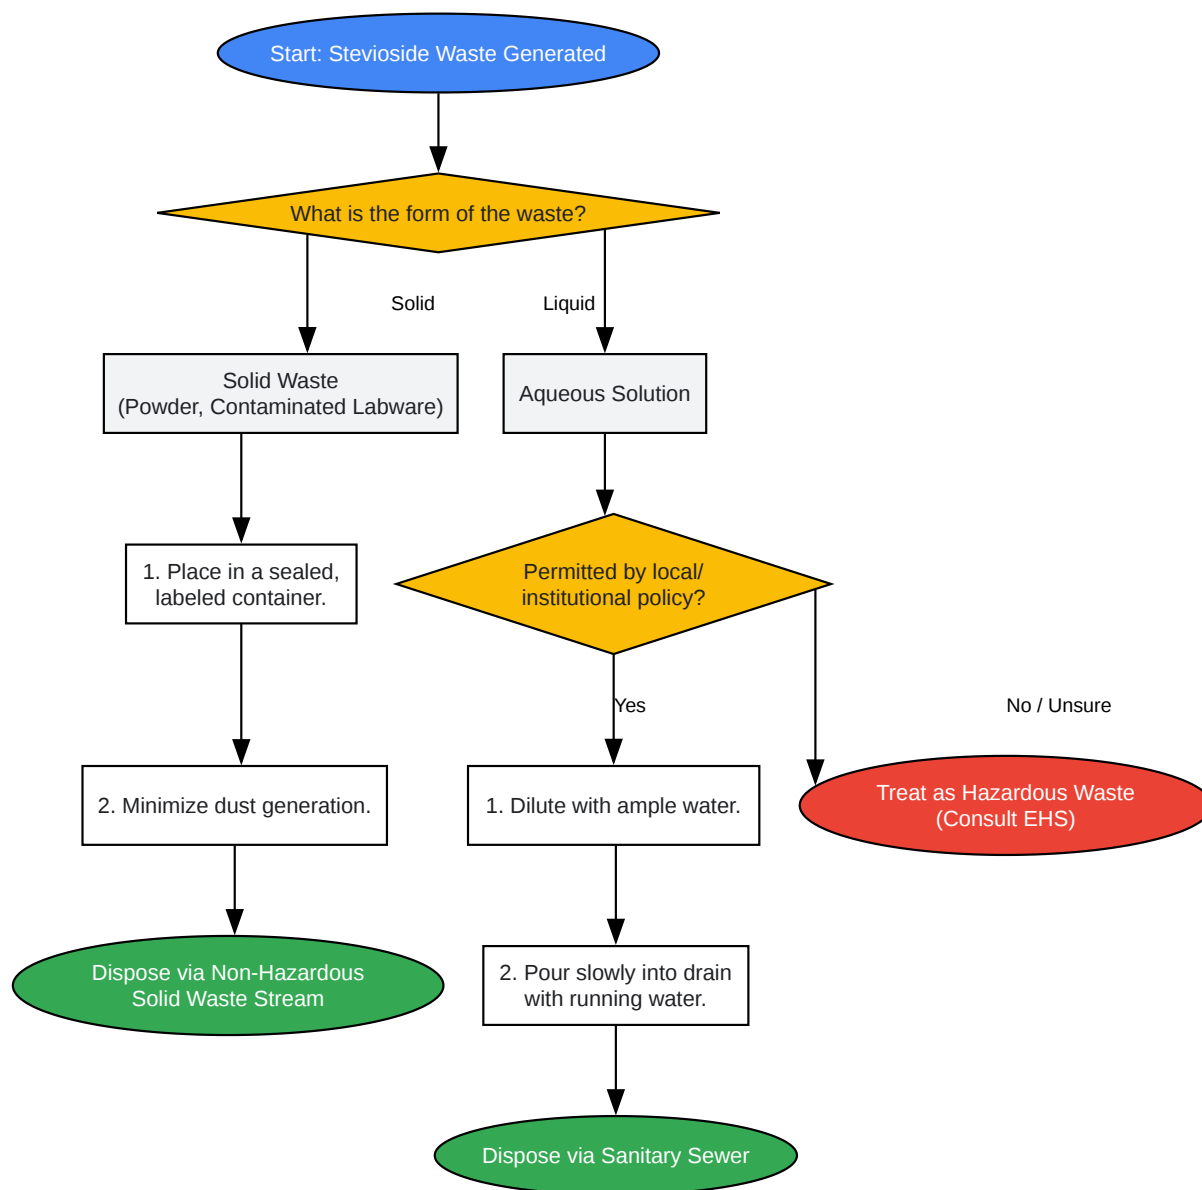 Start: Stevioside Waste Generated
What is the form of the waste?
Solid
Liquid
Solid Waste
(Powder, Contaminated Labware)
Aqueous Solution
1. Place in a sealed,
labeled container.
Permitted by local/
institutional policy?
Yes
No / Unsure
2. Minimize dust generation.
1. Dilute with ample water.
Treat as Hazardous Waste
(Consult EHS)
Dispose via Non-Hazardous
Solid Waste Stream
2. Pour slowly into drain
with running water.
Dispose via Sanitary Sewer